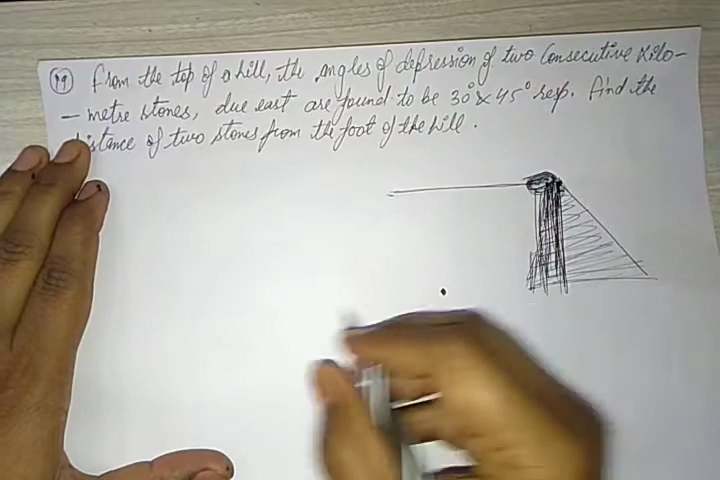 19 From the top of a hill, the angles of depression of two Consecutive Kilo-
- metre stones, due east are found to be 30° & 45° resp. Find the
distance of two stones from the foot of the hill.